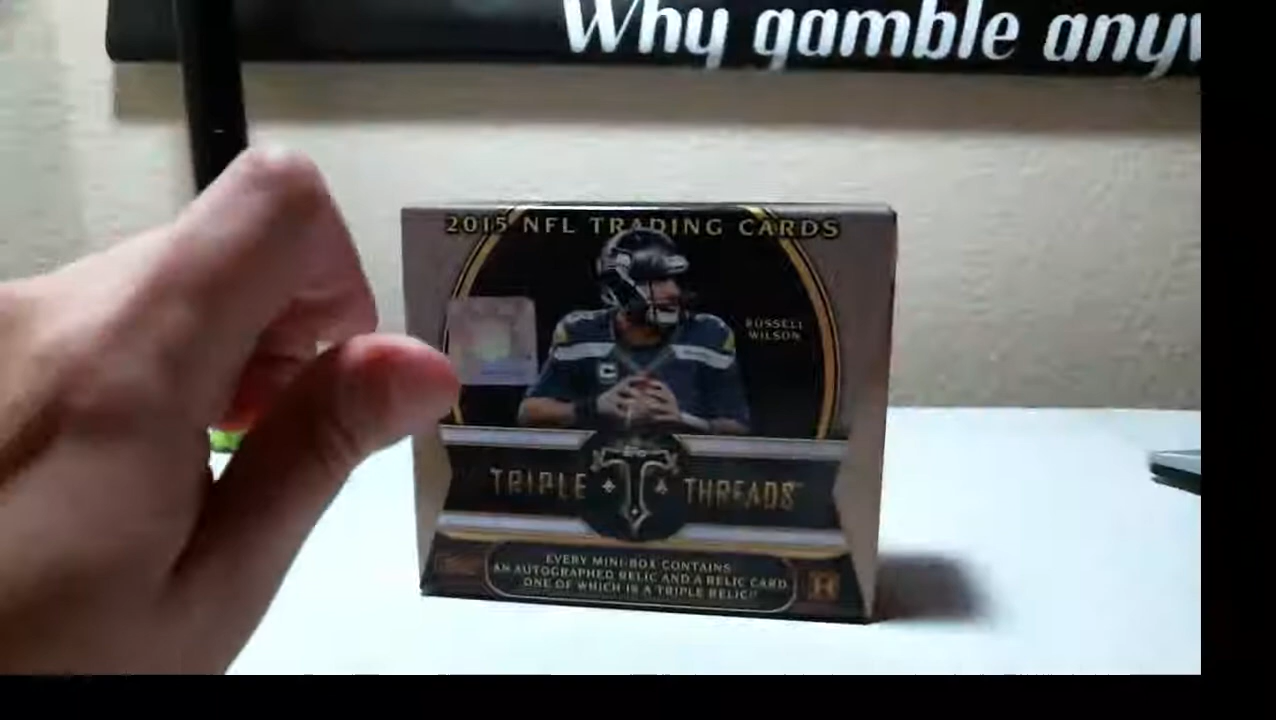 Why gamble any
2015 NFL TRADING CARDS
RUSSELL
WILSON
TRIPLE THREADS
EVERY MINI-BOX CONTAINS
AN AUTOGRAPHED RELIC AND A RELIC CARD,
ONE OF WHICH IS A TRIPLE RELIC!
H